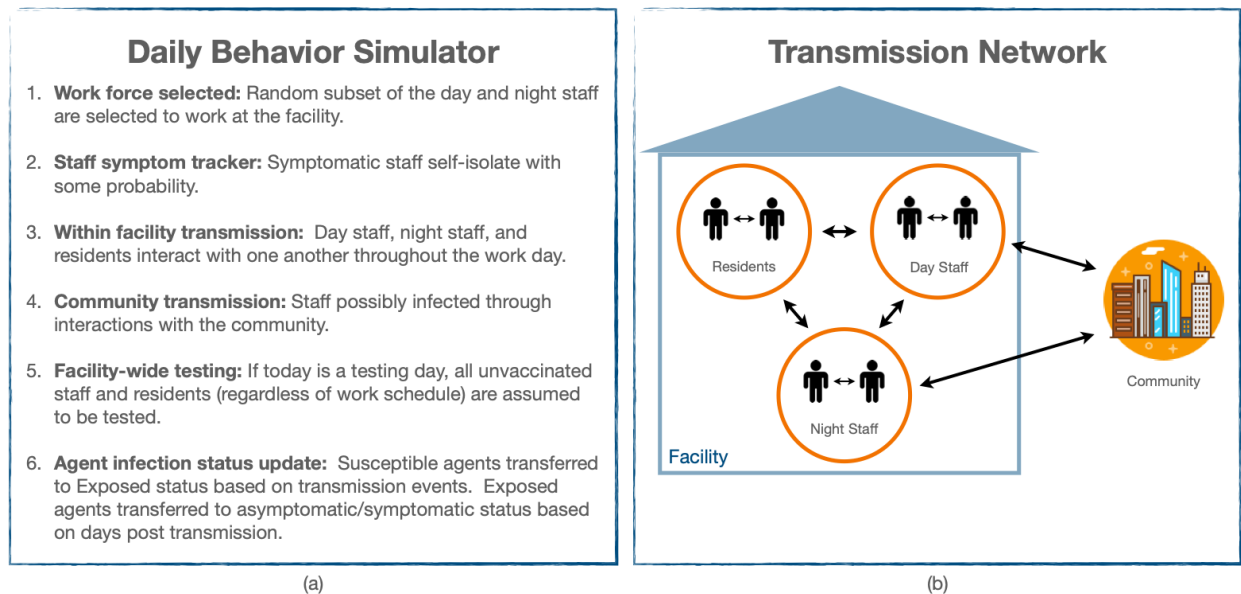 Daily Behavior Simulator
1. Work force selected: Random subset of the day and night staff
are selected to work at the facility.
2. Staff symptom tracker: Symptomatic staff self-isolate with
some probability.
3. Within facility transmission: Day staff, night staff, and
residents interact with one another throughout the work day.
4. Community transmission: Staff possibly infected through
interactions with the community.
5. Facility-wide testing: If today is a testing day, all unvaccinated
staff and residents (regardless of work schedule) are assumed
to be tested.
6. Agent infection status update: Susceptible agents transferred
to Exposed status based on transmission events. Exposed
agents transferred to asymptomatic/symptomatic status based
on days post transmission.
(a)
Transmission Network
Residents
Day Staff
Night Staff
Community
Facility
(b)